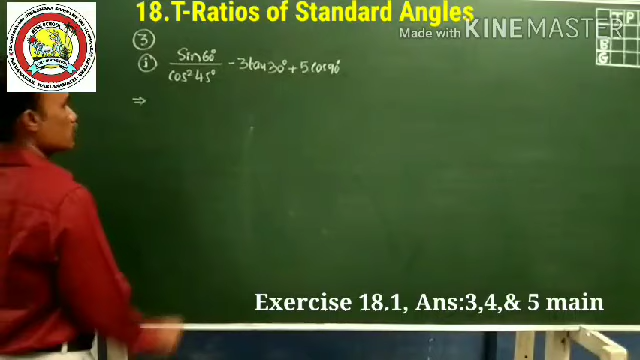 18.T-Ratios of Standard Angles
Made with KINEMASTER
T P
B
G
③
i) sin60°/cos²45° - 3tan30° + 5cos90°
⇒
Exercise 18.1, Ans:3,4,& 5 main